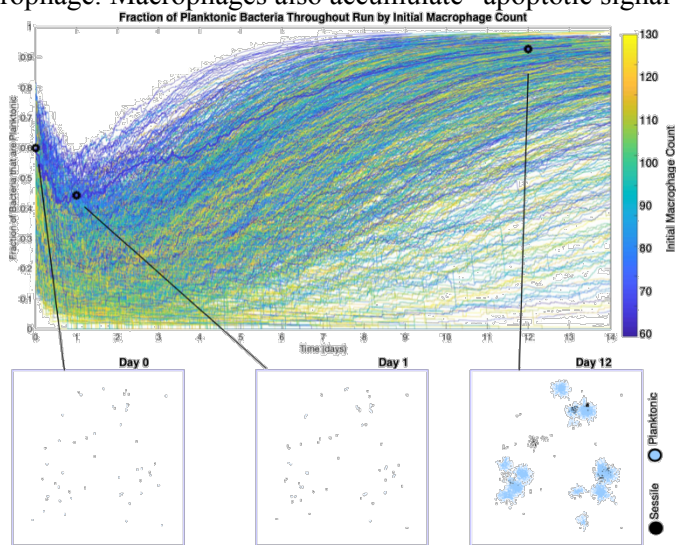 rophage. Macrophages also accumulate "apoptotic signal
Fraction of Planktonic Bacteria Throughout Run by Initial Macrophage Count
Fraction of Bacteria that are Planktonic
1
0.9
0.8
0.7
0.6
0.5
0.4
0.3
0.2
0.1
0
0 1 2 3 4 5 6 7 8 9 10 11 12 13 14
Time (days)
130
120
110
100
90
80
70
60
Initial Macrophage Count
Day 0
Day 1
Day 12
Planktonic
Sessile